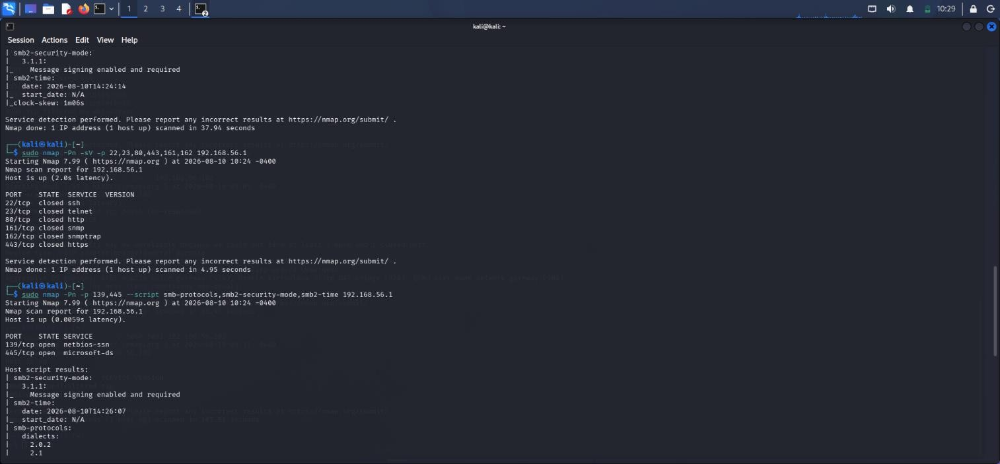 1 2 3 4 2 10:29
kali@kali: ~
Session Actions Edit View Help
| smb2-security-mode:
|   3.1.1:
|_    Message signing enabled and required
| smb2-time:
|   date: 2026-08-10T14:24:14
|_  start_date: N/A
|_clock-skew: 1m06s
Service detection performed. Please report any incorrect results at https://nmap.org/submit/ .
Nmap done: 1 IP address (1 host up) scanned in 37.94 seconds
┌──(kali㉿kali)-[~]
└─$ sudo nmap -Pn -sV -p 22,23,80,443,161,162 192.168.56.1
Starting Nmap 7.99 ( https://nmap.org ) at 2026-08-10 10:24 -0400
Nmap scan report for 192.168.56.1
Host is up (2.0s latency).
PORT    STATE  SERVICE  VERSION
22/tcp  closed ssh
23/tcp  closed telnet
80/tcp  closed http
161/tcp closed snmp
162/tcp closed snmptrap
443/tcp closed https
Service detection performed. Please report any incorrect results at https://nmap.org/submit/ .
Nmap done: 1 IP address (1 host up) scanned in 4.95 seconds
┌──(kali㉿kali)-[~]
└─$ sudo nmap -Pn -p 139,445 --script smb-protocols,smb2-security-mode,smb2-time 192.168.56.1
Starting Nmap 7.99 ( https://nmap.org ) at 2026-08-10 10:24 -0400
Nmap scan report for 192.168.56.1
Host is up (0.0059s latency).
PORT    STATE SERVICE
139/tcp open  netbios-ssn
445/tcp open  microsoft-ds
Host script results:
| smb2-security-mode:
|   3.1.1:
|_    Message signing enabled and required
| smb2-time:
|   date: 2026-08-10T14:26:07
|_  start_date: N/A
| smb-protocols:
|   dialects:
|     2.0.2
|     2.1